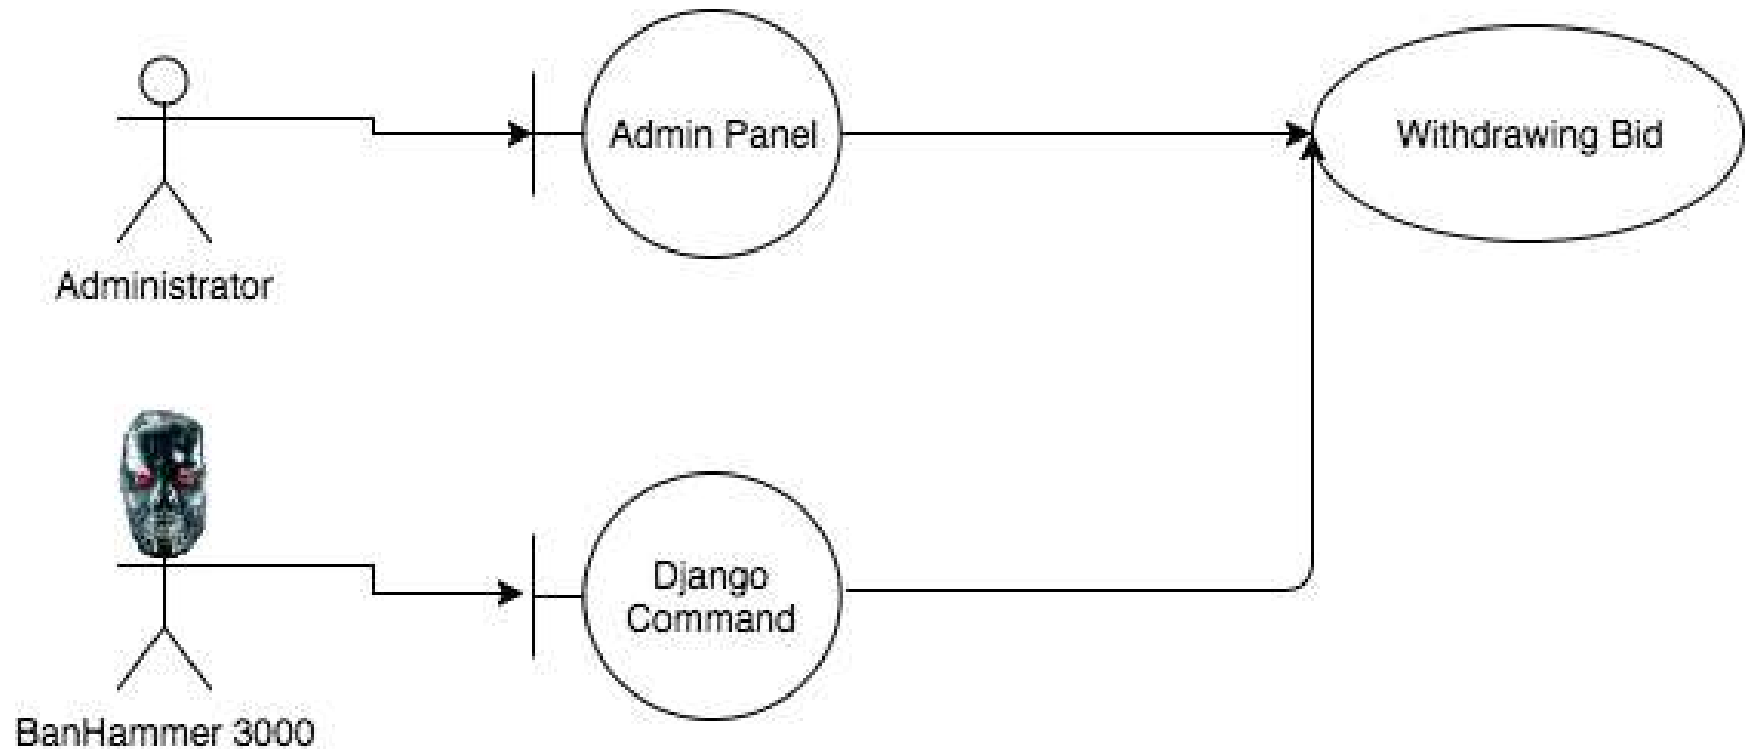 Administrator
Admin Panel
Withdrawing Bid
BanHammer 3000
Django
Command